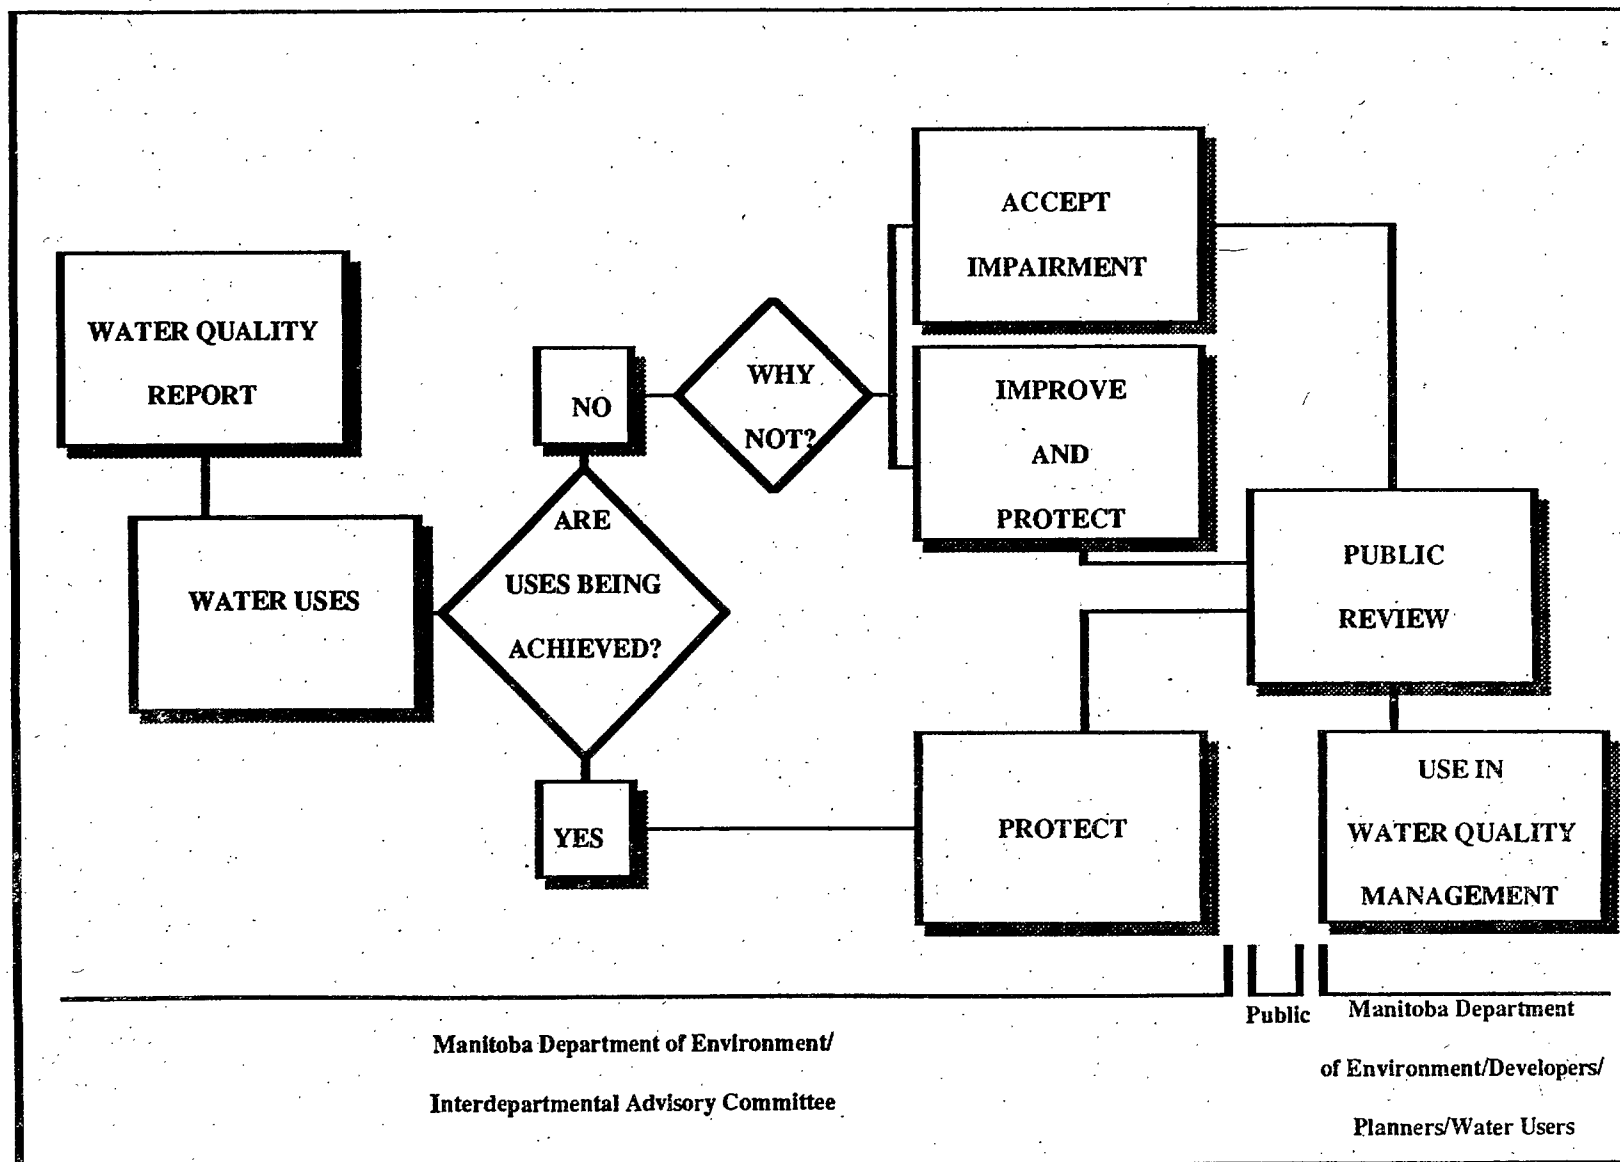 WATER QUALITY
REPORT
WATER USES
ARE
USES BEING
ACHIEVED?
NO
WHY
NOT?
ACCEPT
IMPAIRMENT
IMPROVE
AND
PROTECT
YES
PROTECT
PUBLIC
REVIEW
USE IN
WATER QUALITY
MANAGEMENT
Manitoba Department of Environment/
Interdepartmental Advisory Committee
Public
Manitoba Department
of Environment/Developers/
Planners/Water Users